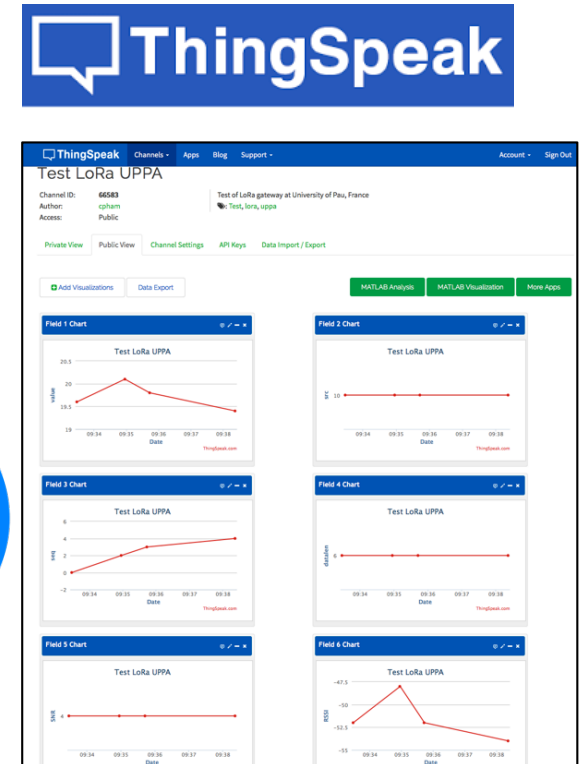 ThingSpeak
ThingSpeak Channels Apps Blog Support Account Sign Out
Test LoRa UPPA
Channel ID: 66583 Test of LoRa gateway at University of Pau, France
Author: cpham Test, lora, uppa
Access: Public
Private View Public View Channel Settings API Keys Data Import / Export
Add Visualizations Data Export MATLAB Analysis MATLAB Visualization More Apps
Field 1 Chart
Test LoRa UPPA
value
20.5
20
19.5
19
09:34 09:35 09:36 09:37 09:38
Date
ThingSpeak.com
Field 2 Chart
Test LoRa UPPA
src
10
09:34 09:35 09:36 09:37 09:38
Date
ThingSpeak.com
Field 3 Chart
Test LoRa UPPA
seq
6
4
2
0
-2
09:34 09:35 09:36 09:37 09:38
Date
ThingSpeak.com
Field 4 Chart
Test LoRa UPPA
datalen
6
09:34 09:35 09:36 09:37 09:38
Date
ThingSpeak.com
Field 5 Chart
Test LoRa UPPA
SNR
09:34 09:35 09:36 09:37 09:38
Date
Field 6 Chart
Test LoRa UPPA
RSSI
-47.5
-50
-52.5
-55
09:34 09:35 09:36 09:37 09:38
Date